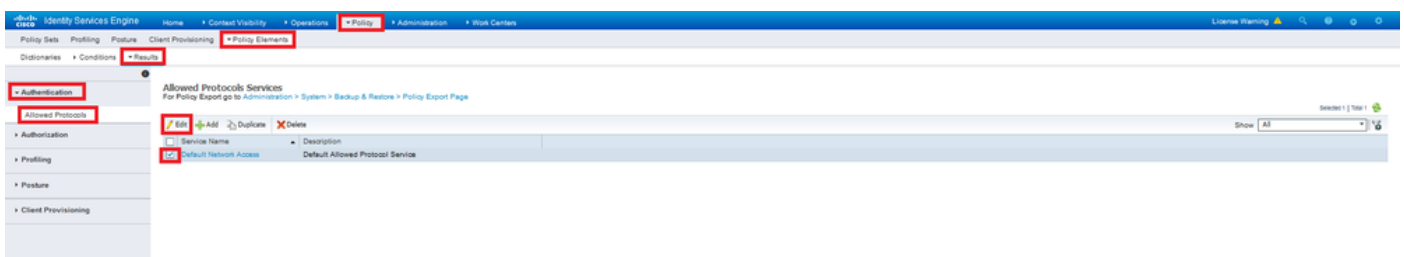 cisco Identity Services Engine Home Context Visibility Operations Policy Administration Work Centers License Warning
Policy Sets Profiling Posture Client Provisioning Policy Elements
Dictionaries Conditions Results
Authentication
Allowed Protocols
Authorization
Profiling
Posture
Client Provisioning
Allowed Protocols Services
For Policy Export go to Administration > System > Backup & Restore > Policy Export Page
Selected 1 | Total 1
Edit Add Duplicate Delete Show All
Service Name Description
Default Network Access Default Allowed Protocol Service